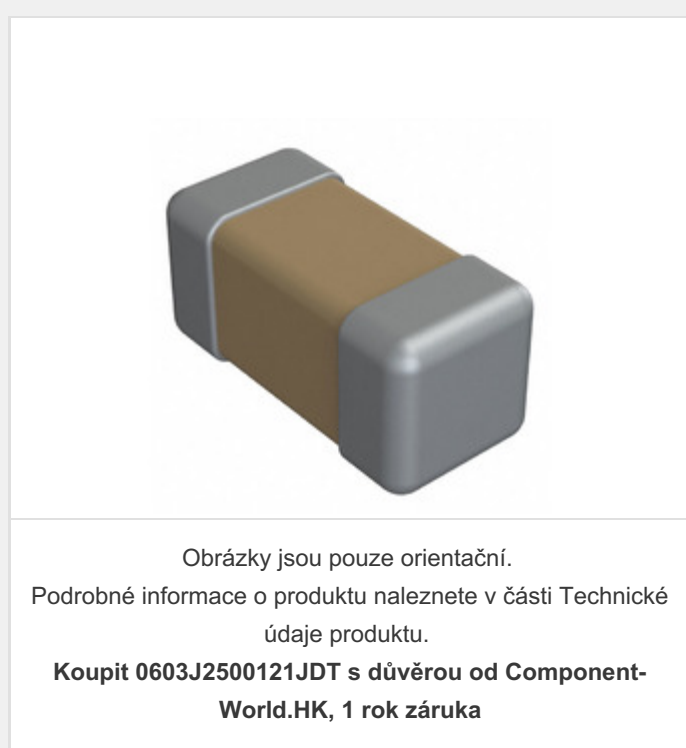 Obrázky jsou pouze orientační.
Podrobné informace o produktu naleznete v části Technické
údaje produktu.
Koupit 0603J2500121JDT s důvěrou od Component-
World.HK, 1 rok záruka